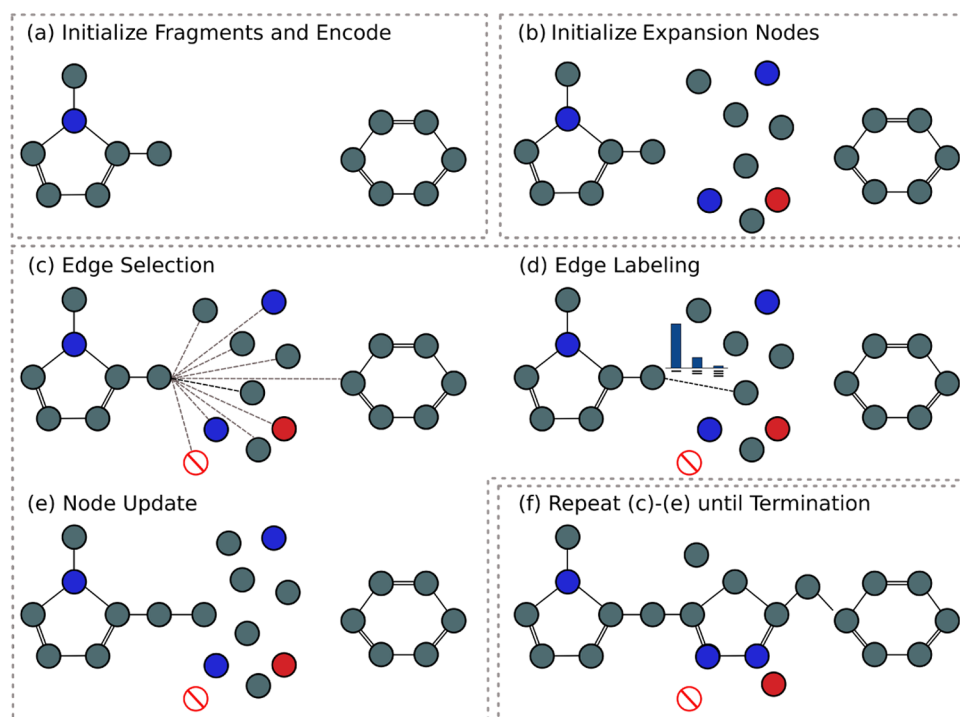 (a) Initialize Fragments and Encode
(b) Initialize Expansion Nodes
(c) Edge Selection
(d) Edge Labeling
(e) Node Update
(f) Repeat (c)-(e) until Termination